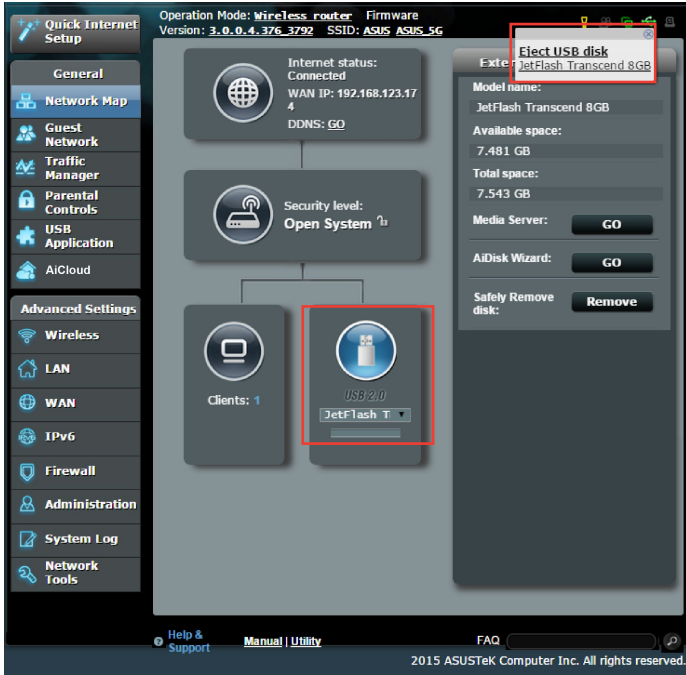 Quick Internet
Setup
Operation Mode: Wireless router Firmware
Version: 3.0.0.4.376_3792 SSID: ASUS ASUS_5G
Eject USB disk
JetFlash Transcend 8GB
General
Network Map
Guest
Network
Traffic
Manager
Parental
Controls
USB
Application
AiCloud
Advanced Settings
Wireless
LAN
WAN
IPv6
Firewall
Administration
System Log
Network
Tools
Internet status:
Connected
WAN IP: 192.168.123.17
4
DDNS: GO
Security level:
Open System
Clients: 1
USB 2.0
JetFlash T
Exte
Model name:
JetFlash Transcend 8GB
Available space:
7.481 GB
Total space:
7.543 GB
Media Server: GO
AiDisk Wizard: GO
Safely Remove
disk: Remove
Help &
Support
Manual | Utility
FAQ
2015 ASUSTeK Computer Inc. All rights reserved.